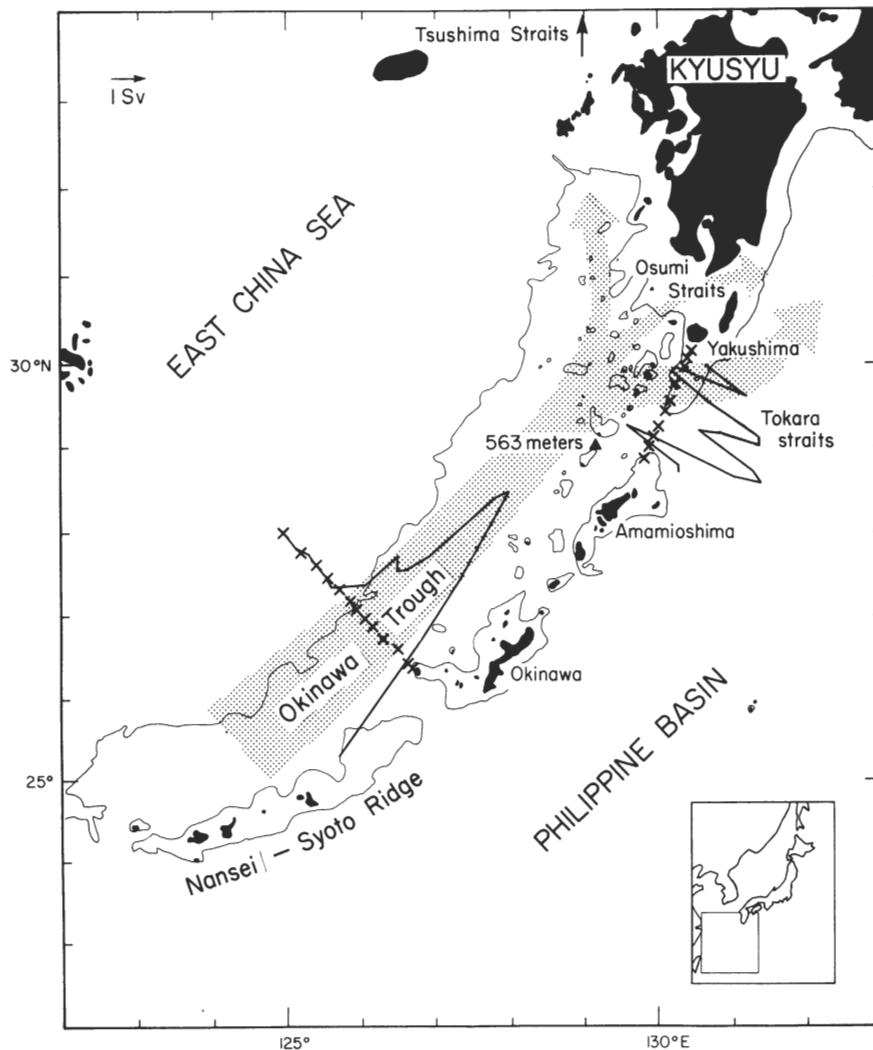 Tsushima Straits
KYUSYU
1 Sv
EAST CHINA SEA
Osumi
Straits
30°N
Yakushima
Tokara
straits
563 meters
Amamioshima
Trough
Okinawa
Okinawa
PHILIPPINE BASIN
25°
Nansei - Syoto Ridge
125°
130°E